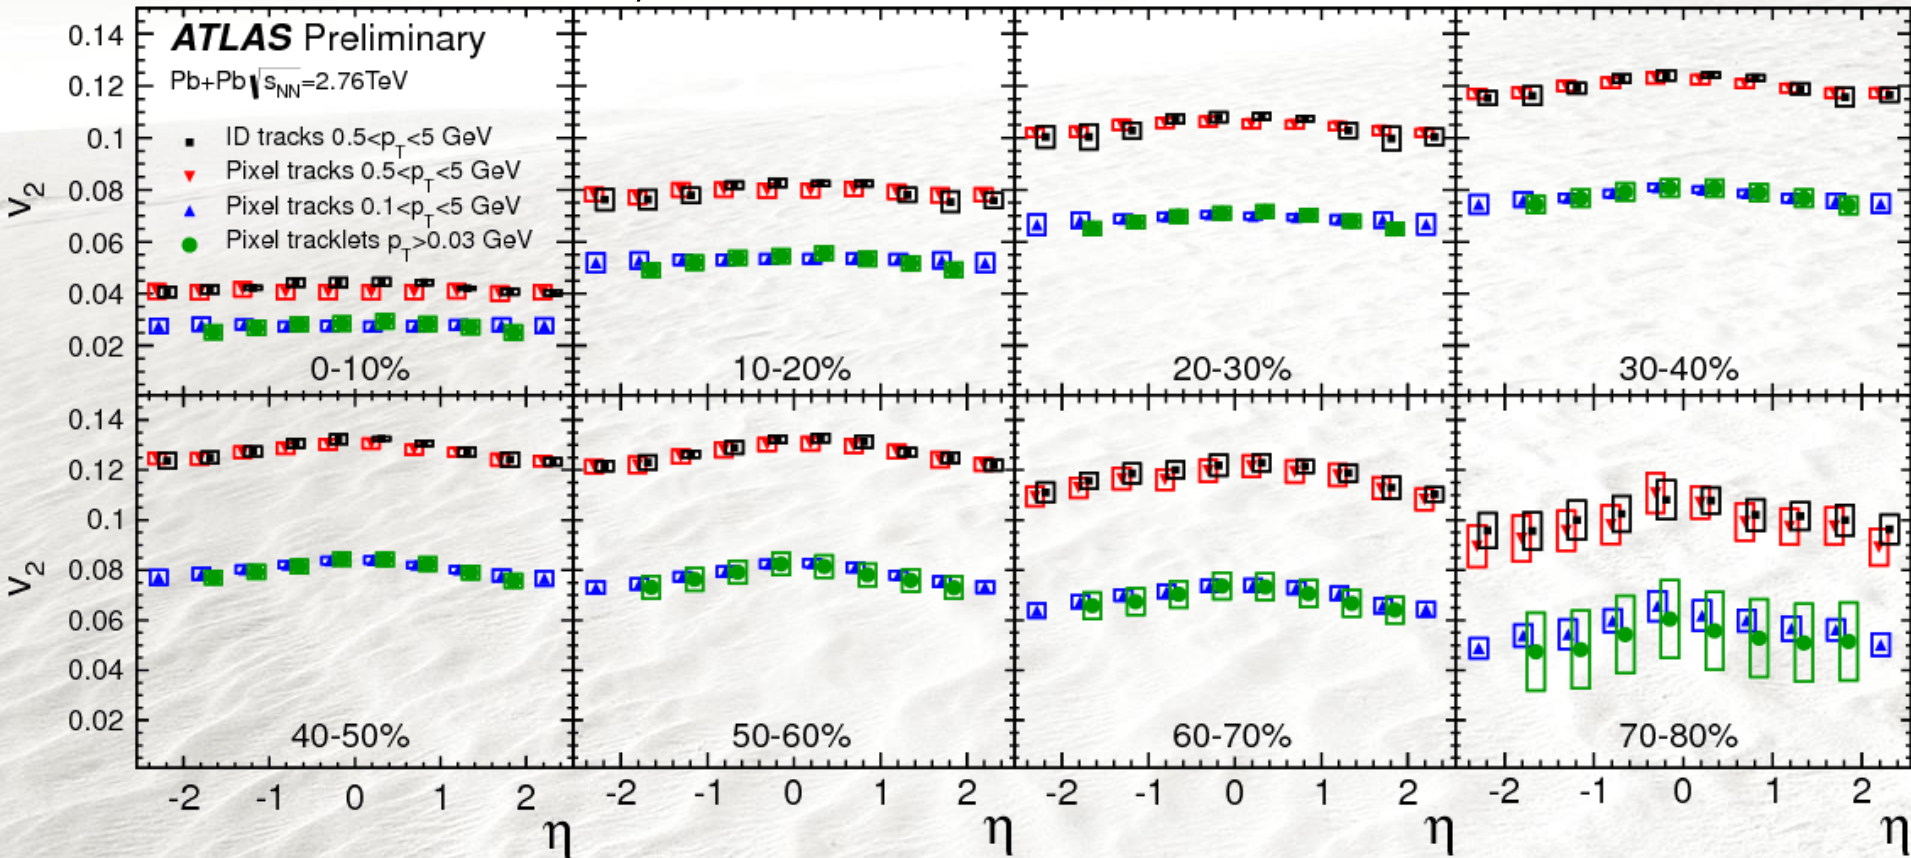 ATLAS Preliminary
Pb+Pb √sNN=2.76TeV
ID tracks 0.5<pT<5 GeV
Pixel tracks 0.5<pT<5 GeV
Pixel tracks 0.1<pT<5 GeV
Pixel tracklets pT>0.03 GeV
v2
0.14
0.12
0.1
0.08
0.06
0.04
0.02
0-10% 10-20% 20-30% 30-40%
v2
0.14
0.12
0.1
0.08
0.06
0.04
0.02
40-50% 50-60% 60-70% 70-80%
-2 -1 0 1 2 -2 -1 0 1 2 -2 -1 0 1 2 -2 -1 0 1 2
η η η η